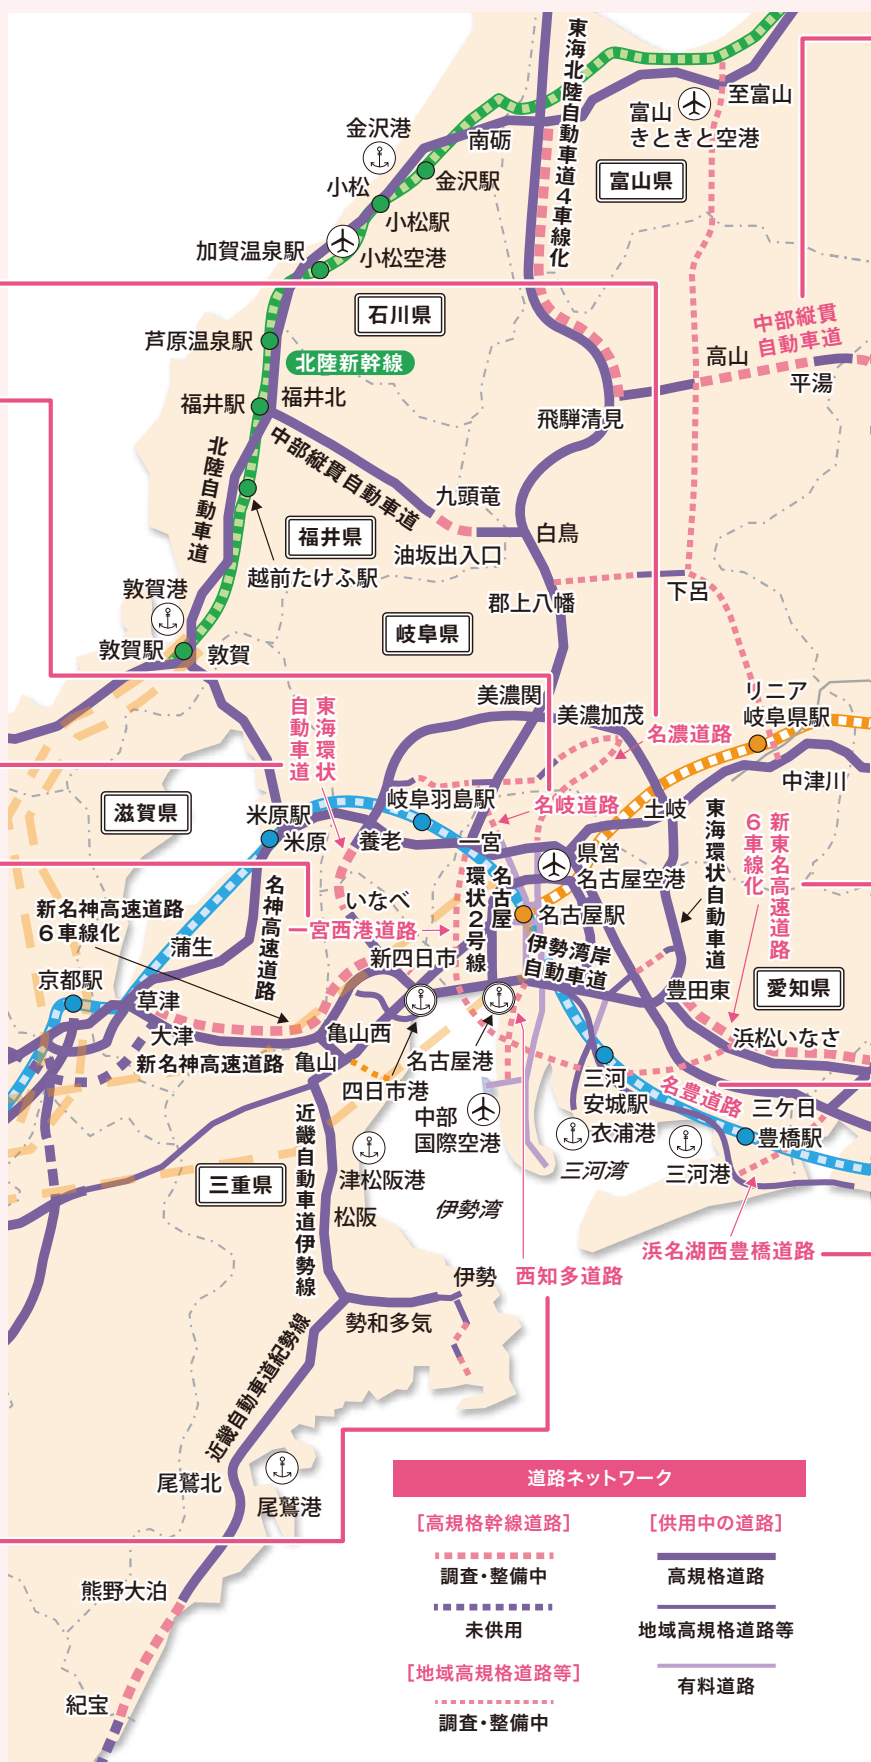 東海北陸自動車道4車線化
至富山
富山
きときと空港
富山県
金沢港
南砺
金沢駅
小松
小松駅
加賀温泉駅
小松空港
石川県
芦原温泉駅
北陸新幹線
中部縦貫
自動車道
高山
平湯
福井駅
福井北
飛騨清見
北陸自動車道
中部縦貫自動車道
九頭竜
白鳥
福井県
油坂出入口
越前たけふ駅
敦賀港
郡上八幡
下呂
岐阜県
敦賀駅
敦賀
美濃関
美濃加茂
リニア
岐阜県駅
東海環状
自動車道
名濃道路
中津川
滋賀県
米原駅
米原
岐阜羽島駅
名岐道路
土岐
養老
一宮
県営
名古屋空港
東海環状自動車道
新東名高速道路
6車線化
名神高速道路
いなべ
環状2号線
名古屋
名古屋駅
新名神高速道路
6車線化
宮西港道路
蒲生
新四日市
伊勢湾岸
自動車道
京都駅
草津
豊田東
愛知県
大津
亀山西
浜松いなさ
新名神高速道路
亀山
名古屋港
四日市港
三河
安城駅
名豊道路
三ケ日
豊橋駅
中部
国際空港
衣浦港
近畿自動車道伊勢線
三重県
津松阪港
三河湾
三河港
松阪
伊勢湾
浜名湖西豊橋道路
伊勢
西知多道路
勢和多気
近畿自動車道紀勢線
尾鷲北
尾鷲港
熊野大泊
紀宝
道路ネットワーク
[高規格幹線道路]
調査・整備中
未供用
[地域高規格道路等]
調査・整備中
[供用中の道路]
高規格道路
地域高規格道路等
有料道路